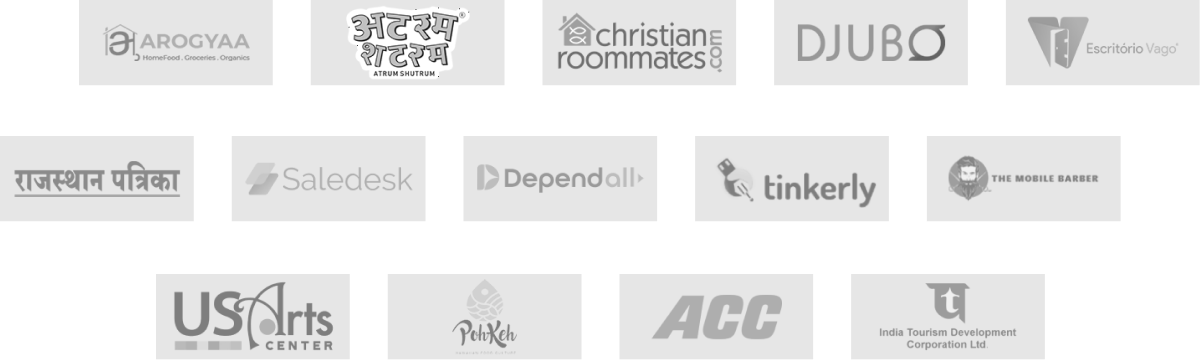 AROGYAA
HomeFood . Groceries . Organics
अटरम
शटरम
ATRUM SHUTRUM
christian
roommates.com
DJUBO
Escritório Vago
राजस्थान पत्रिका
Saledesk
Dependall
tinkerly
THE MOBILE BARBER
US Arts
CENTER
PohKeh
ACC
India Tourism Development
Corporation Ltd.